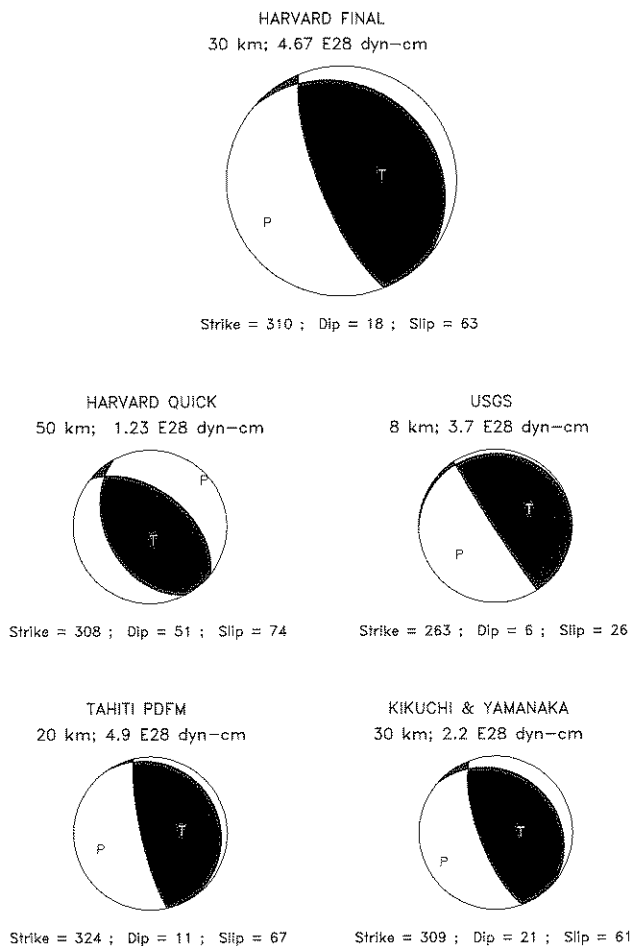 HARVARD FINAL
30 km; 4.67 E28 dyn-cm
T
P
Strike = 310 ; Dip = 18 ; Slip = 63
HARVARD QUICK
50 km; 1.23 E28 dyn-cm
P
T
Strike = 308 ; Dip = 51 ; Slip = 74
USGS
8 km; 3.7 E28 dyn-cm
T
P
Strike = 263 ; Dip = 6 ; Slip = 26
TAHITI PDFM
20 km; 4.9 E28 dyn-cm
T
P
Strike = 324 ; Dip = 11 ; Slip = 67
KIKUCHI & YAMANAKA
30 km; 2.2 E28 dyn-cm
T
P
Strike = 309 ; Dip = 21 ; Slip = 61